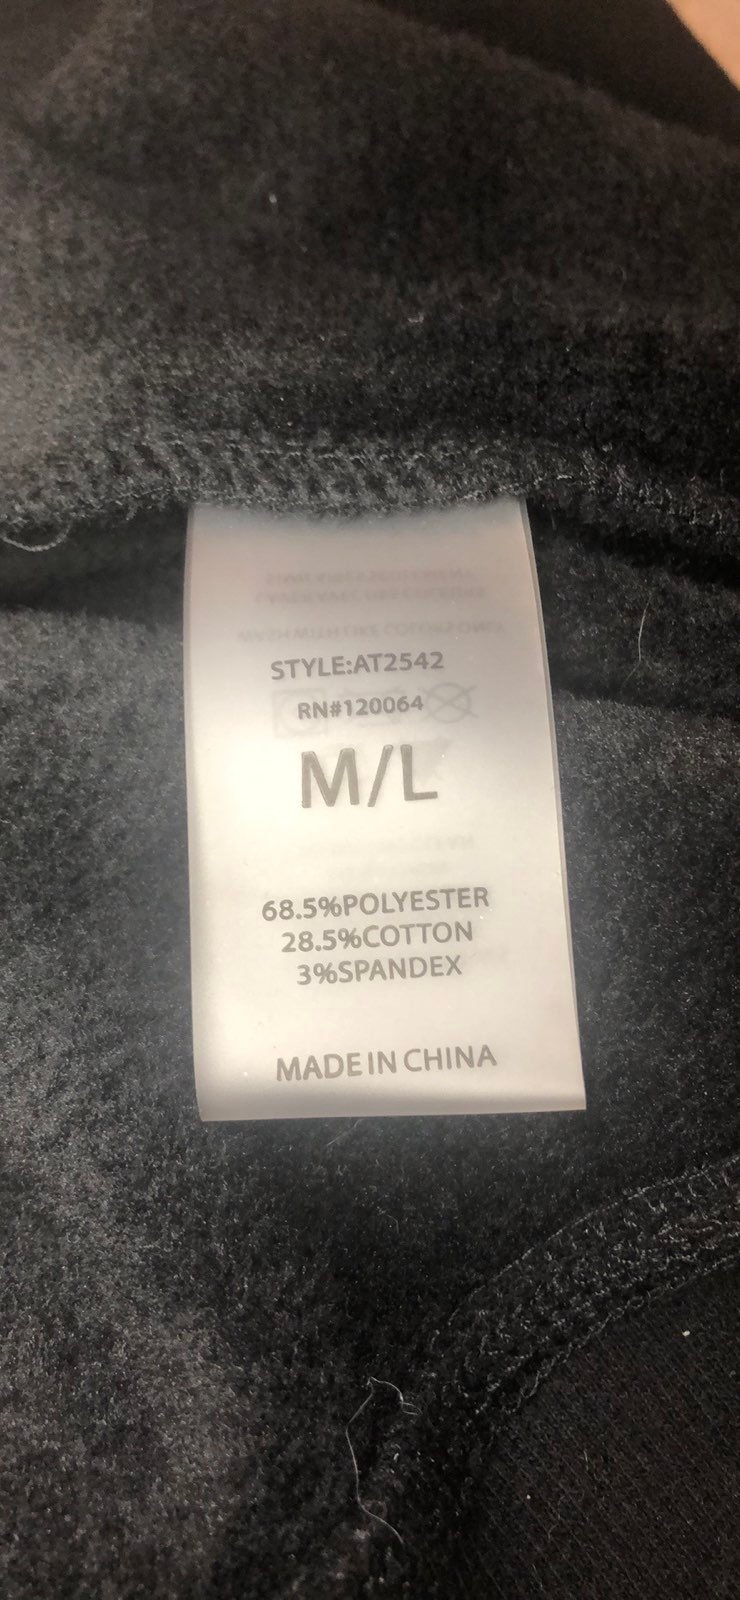 STYLE:AT2542
RN#120064
M/L
68.5%POLYESTER
28.5%COTTON
3%SPANDEX
MADE IN CHINA